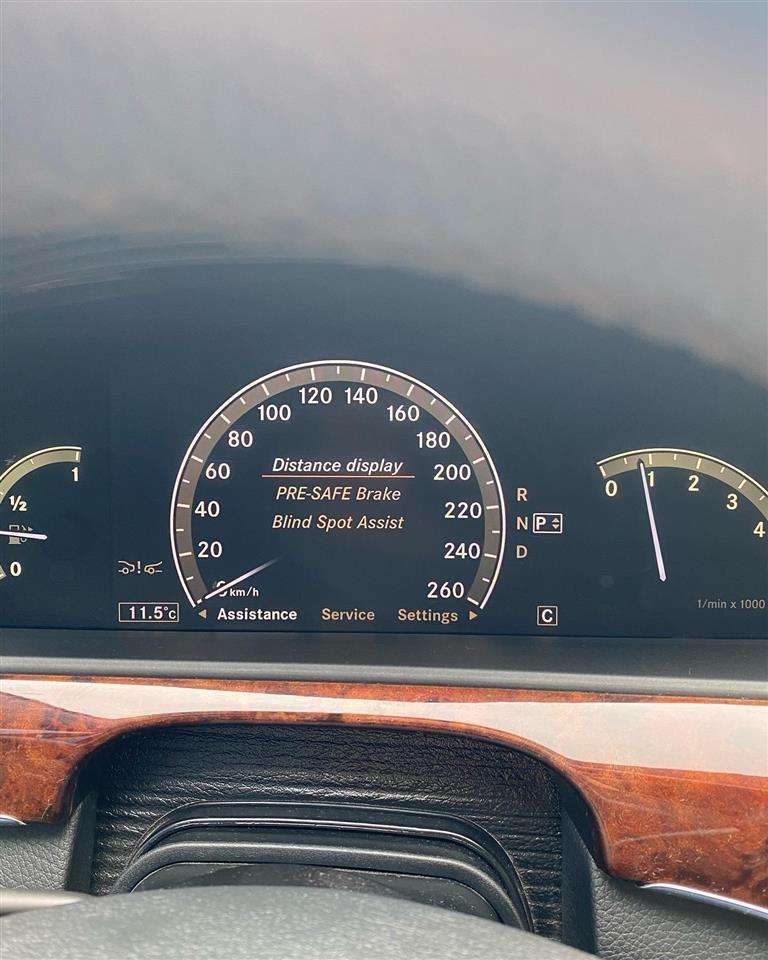 120 140
100 160
80 180
60 200
40 220
20 240
0 km/h 260
Distance display
PRE-SAFE Brake
Blind Spot Assist
1
½
0
11.5°c
Assistance Service Settings
R
N P
D
C
0 1 2 3 4
1/min x 1000